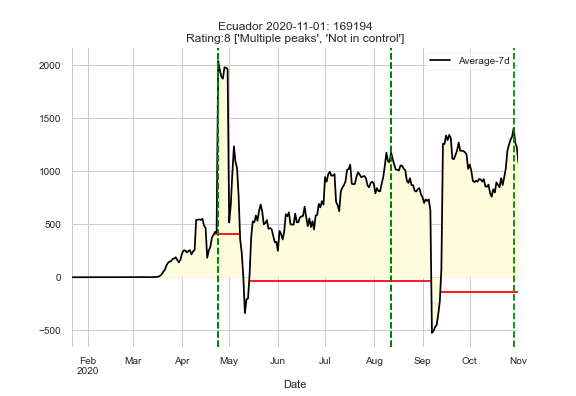 Ecuador 2020-11-01: 169194
Rating:8 ['Multiple peaks', 'Not in control']
Average-7d
2000
1500
1000
500
0
−500
Feb Mar Apr May Jun Jul Aug Sep Oct Nov
2020
Date